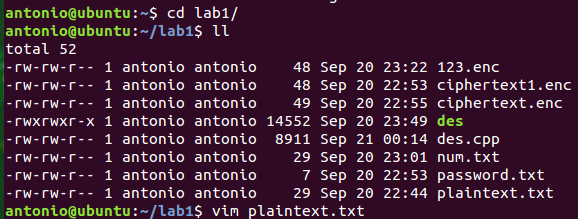 antonio@ubuntu:~$ cd lab1/
antonio@ubuntu:~/lab1$ ll
total 52
-rw-rw-r-- 1 antonio antonio    48 Sep 20 23:22 123.enc
-rw-rw-r-- 1 antonio antonio    48 Sep 20 22:53 ciphertext1.enc
-rw-rw-r-- 1 antonio antonio    49 Sep 20 22:55 ciphertext.enc
-rwxrwxr-x 1 antonio antonio 14552 Sep 20 23:49 des
-rw-rw-r-- 1 antonio antonio  8911 Sep 21 00:14 des.cpp
-rw-rw-r-- 1 antonio antonio    29 Sep 20 23:01 num.txt
-rw-rw-r-- 1 antonio antonio     7 Sep 20 22:53 password.txt
-rw-rw-r-- 1 antonio antonio    29 Sep 20 22:44 plaintext.txt
antonio@ubuntu:~/lab1$ vim plaintext.txt